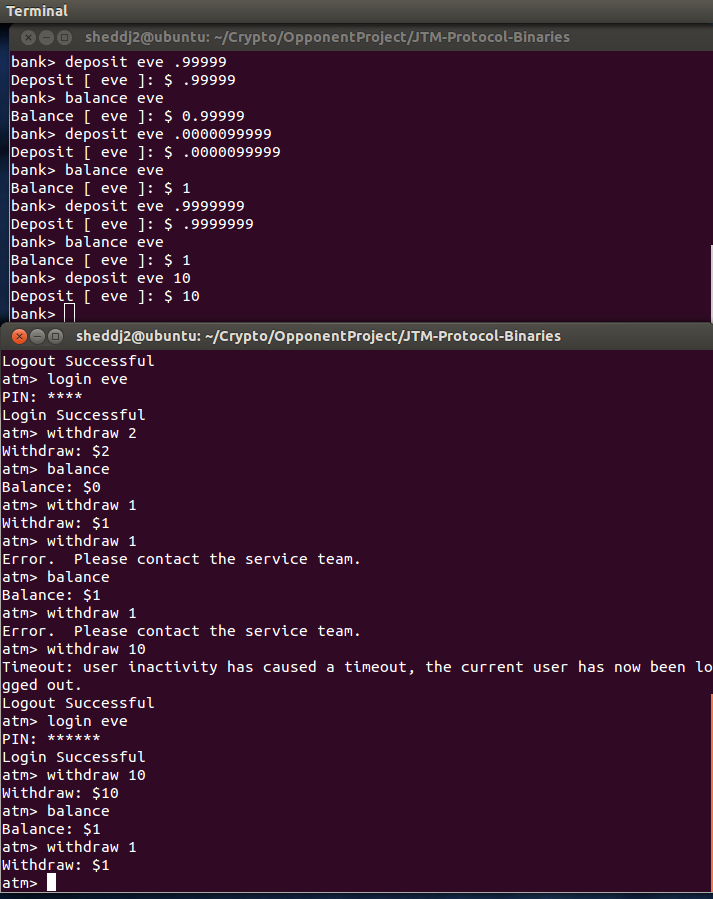 Terminal
sheddj2@ubuntu: ~/Crypto/OpponentProject/JTM-Protocol-Binaries
bank> deposit eve .99999
Deposit [ eve ]: $ .99999
bank> balance eve
Balance [ eve ]: $ 0.99999
bank> deposit eve .0000099999
Deposit [ eve ]: $ .0000099999
bank> balance eve
Balance [ eve ]: $ 1
bank> deposit eve .9999999
Deposit [ eve ]: $ .9999999
bank> balance eve
Balance [ eve ]: $ 1
bank> deposit eve 10
Deposit [ eve ]: $ 10
bank>
sheddj2@ubuntu: ~/Crypto/OpponentProject/JTM-Protocol-Binaries
Logout Successful
atm> login eve
PIN: ****
Login Successful
atm> withdraw 2
Withdraw: $2
atm> balance
Balance: $0
atm> withdraw 1
Withdraw: $1
atm> withdraw 1
Error.  Please contact the service team.
atm> balance
Balance: $1
atm> withdraw 1
Error.  Please contact the service team.
atm> withdraw 10
Timeout: user inactivity has caused a timeout, the current user has now been lo
gged out.
Logout Successful
atm> login eve
PIN: ******
Login Successful
atm> withdraw 10
Withdraw: $10
atm> balance
Balance: $1
atm> withdraw 1
Withdraw: $1
atm>